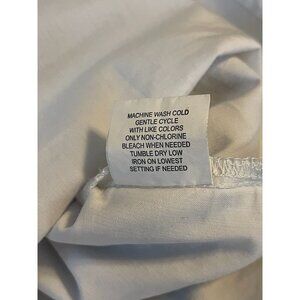 MACHINE WASH COLD
GENTLE CYCLE
WITH LIKE COLORS
ONLY NON-CHLORINE
BLEACH WHEN NEEDED
TUMBLE DRY LOW
IRON ON LOWEST
SETTING IF NEEDED